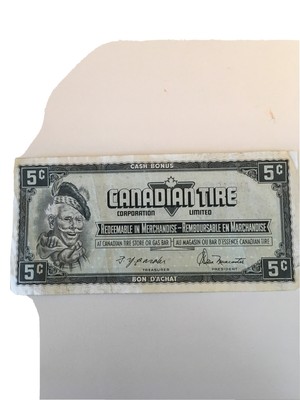 CASH BONUS
5¢ 5¢
CANADIAN TIRE
CORPORATION LIMITED
REDEEMABLE IN MERCHANDISE - REMBOURSABLE EN MARCHANDISE
AT CANADIAN TIRE STORE OR GAS BAR AU MAGASIN OU BAR D'ESSENCE CANADIAN TIRE
TREASURER PRESIDENT
5¢ 5¢
BON D'ACHAT